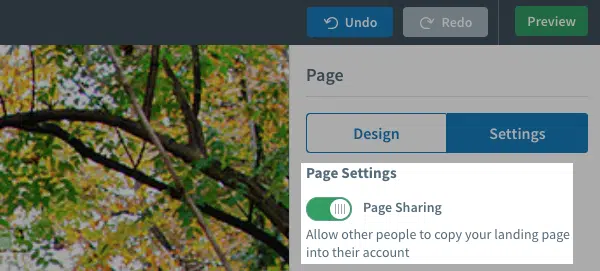 Undo Redo Preview
Page
Design Settings
Page Settings
Page Sharing
Allow other people to copy your landing page
into their account